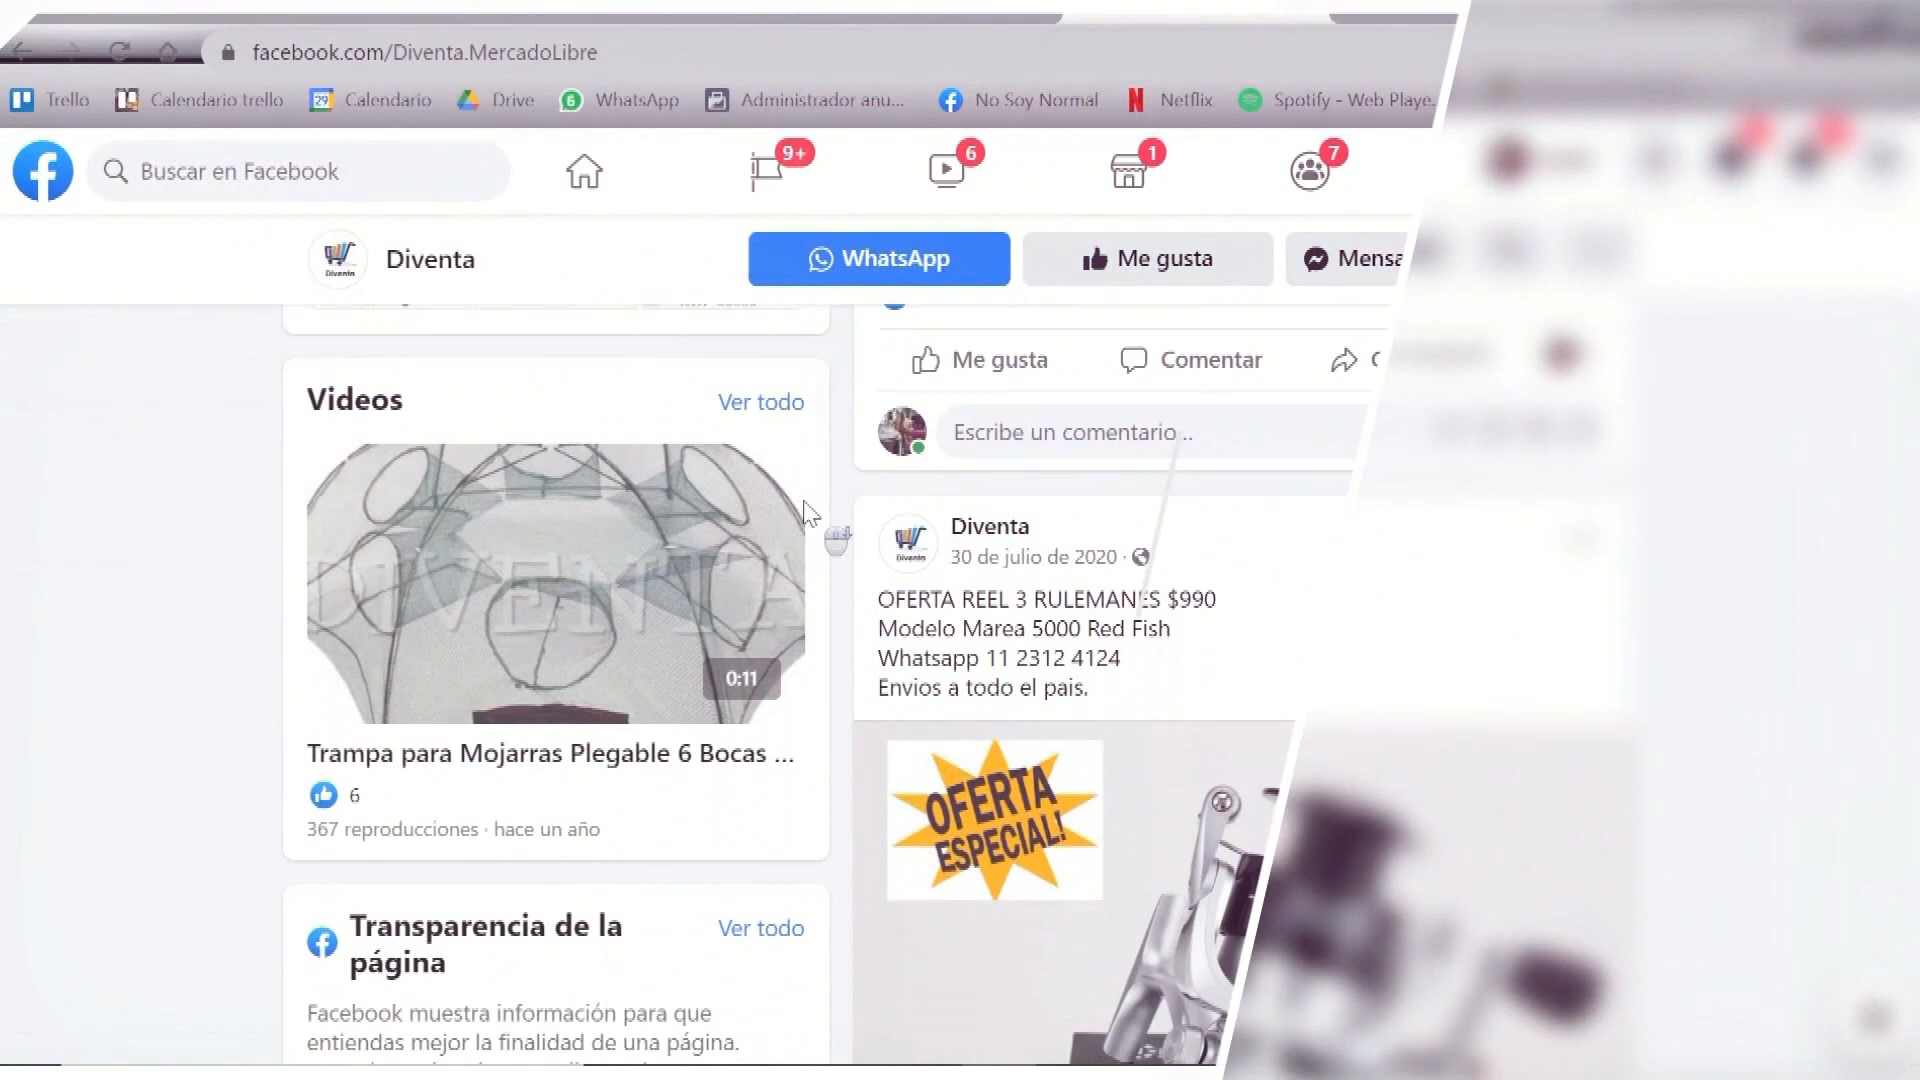 facebook.com/Diventa.MercadoLibre
Trello
Calendario trello
29
Calendario
Drive
6
WhatsApp
Administrador anu...
No Soy Normal
Netflix
Spotify - Web Playe...
Buscar en Facebook
9+
6
1
7
Diventa
Diventa
WhatsApp
Me gusta
Mensa
Videos
Ver todo
DIVENTA
0:11
Trampa para Mojarras Plegable 6 Bocas ...
6
367 reproducciones · hace un año
Transparencia de la
página
Ver todo
Facebook muestra información para que
entiendas mejor la finalidad de una página.
Me gusta
Comentar
Escribe un comentario...
Diventa
Diventa
30 de julio de 2020 ·
OFERTA REEL 3 RULEMANES $990
Modelo Marea 5000 Red Fish
Whatsapp 11 2312 4124
Envios a todo el pais.
OFERTA
ESPECIAL!